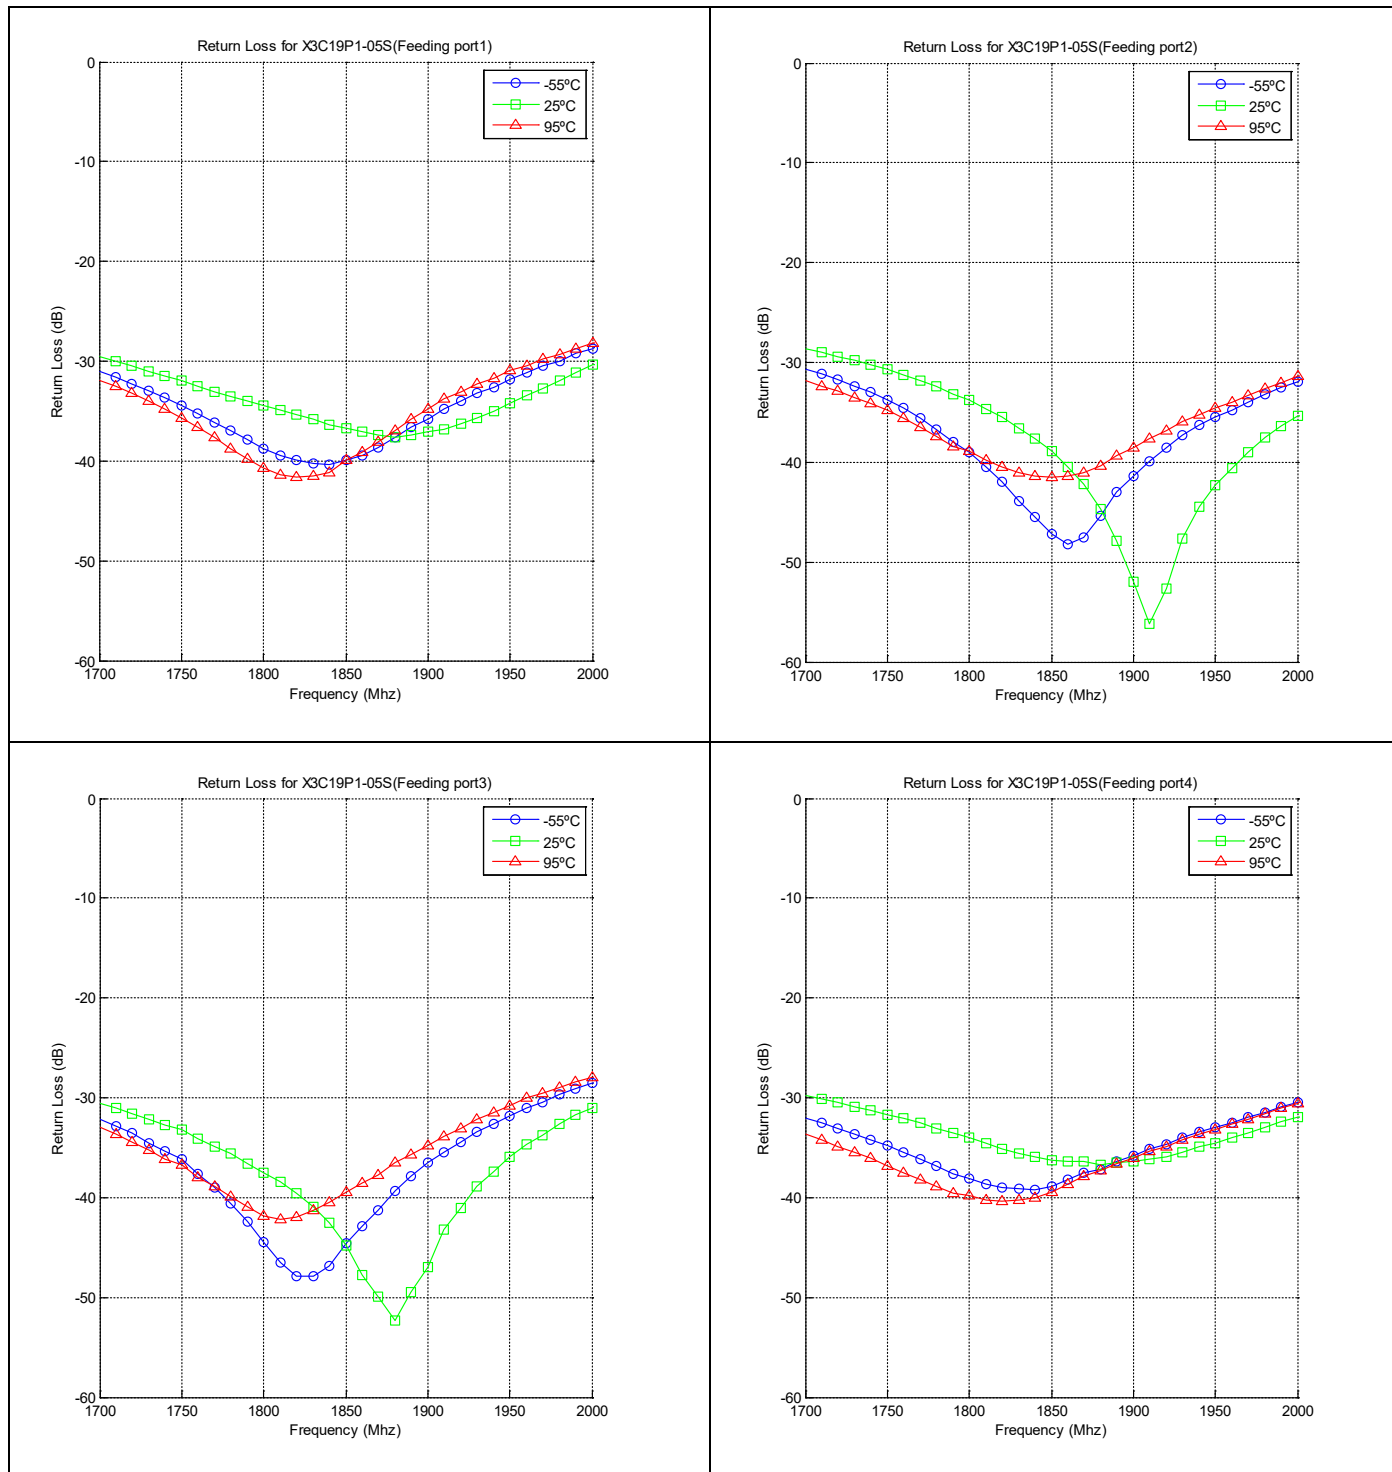 Return Loss for X3C19P1-05S(Feeding port1)
0
-10
-20
-30
-40
-50
-60
Return Loss (dB)
-55ºC
25ºC
95ºC
1700 1750 1800 1850 1900 1950 2000
Frequency (Mhz)
Return Loss for X3C19P1-05S(Feeding port2)
0
-10
-20
-30
-40
-50
-60
Return Loss (dB)
-55ºC
25ºC
95ºC
1700 1750 1800 1850 1900 1950 2000
Frequency (Mhz)
Return Loss for X3C19P1-05S(Feeding port3)
0
-10
-20
-30
-40
-50
-60
Return Loss (dB)
-55ºC
25ºC
95ºC
1700 1750 1800 1850 1900 1950 2000
Frequency (Mhz)
Return Loss for X3C19P1-05S(Feeding port4)
0
-10
-20
-30
-40
-50
-60
Return Loss (dB)
-55ºC
25ºC
95ºC
1700 1750 1800 1850 1900 1950 2000
Frequency (Mhz)